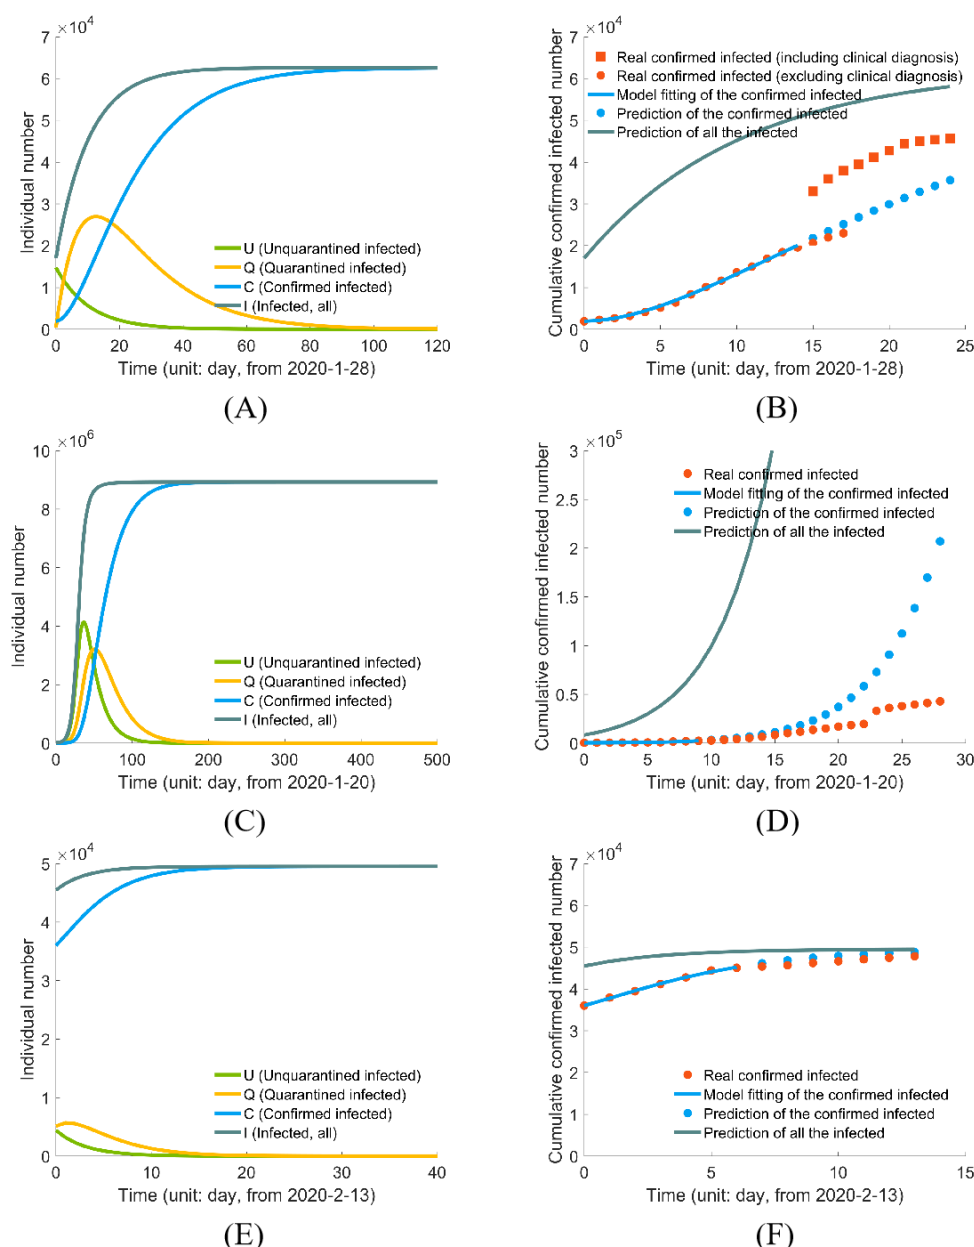 ×10⁴
7
6
5
4
3
2
1
0
Individual number
U (Unquarantined infected)
Q (Quarantined infected)
C (Confirmed infected)
I (Infected, all)
0 20 40 60 80 100 120
Time (unit: day, from 2020-1-28)
(A)
×10⁴
7
6
5
4
3
2
1
0
Cumulative confirmed infected number
Real confirmed infected (including clinical diagnosis)
Real confirmed infected (excluding clinical diagnosis)
Model fitting of the confirmed infected
Prediction of the confirmed infected
Prediction of all the infected
0 5 10 15 20 25
Time (unit: day, from 2020-1-28)
(B)
×10⁶
10
8
6
4
2
0
Individual number
U (Unquarantined infected)
Q (Quarantined infected)
C (Confirmed infected)
I (Infected, all)
0 100 200 300 400 500
Time (unit: day, from 2020-1-20)
(C)
×10⁵
3
2.5
2
1.5
1
0.5
0
Cumulative confirmed infected number
Real confirmed infected
Model fitting of the confirmed infected
Prediction of the confirmed infected
Prediction of all the infected
0 5 10 15 20 25 30
Time (unit: day, from 2020-1-20)
(D)
×10⁴
5
4
3
2
1
0
Individual number
U (Unquarantined infected)
Q (Quarantined infected)
C (Confirmed infected)
I (Infected, all)
0 10 20 30 40
Time (unit: day, from 2020-2-13)
(E)
×10⁴
7
6
5
4
3
2
1
0
Cumulative confirmed infected number
Real confirmed infected
Model fitting of the confirmed infected
Prediction of the confirmed infected
Prediction of all the infected
0 5 10 15
Time (unit: day, from 2020-2-13)
(F)